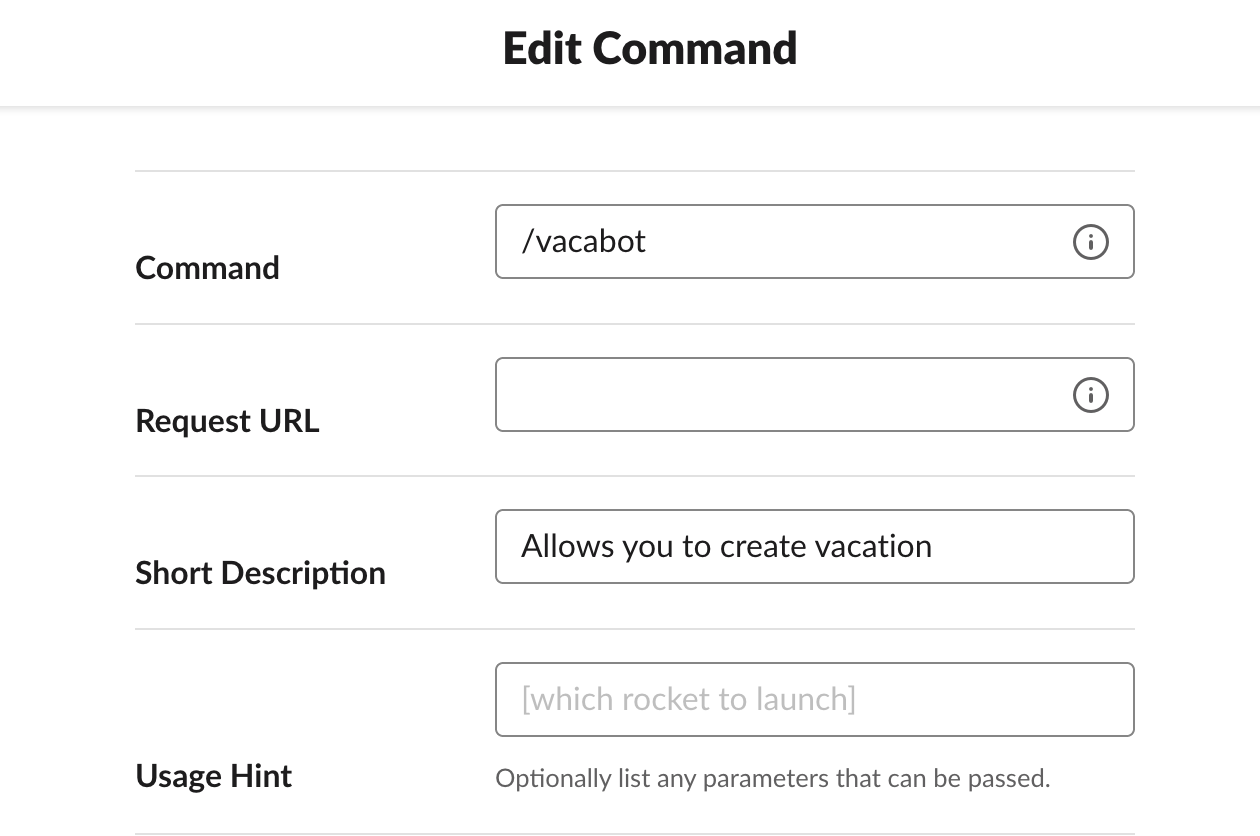 Edit Command
Command
/vacabot
Request URL
Short Description
Allows you to create vacation
Usage Hint
[which rocket to launch]
Optionally list any parameters that can be passed.